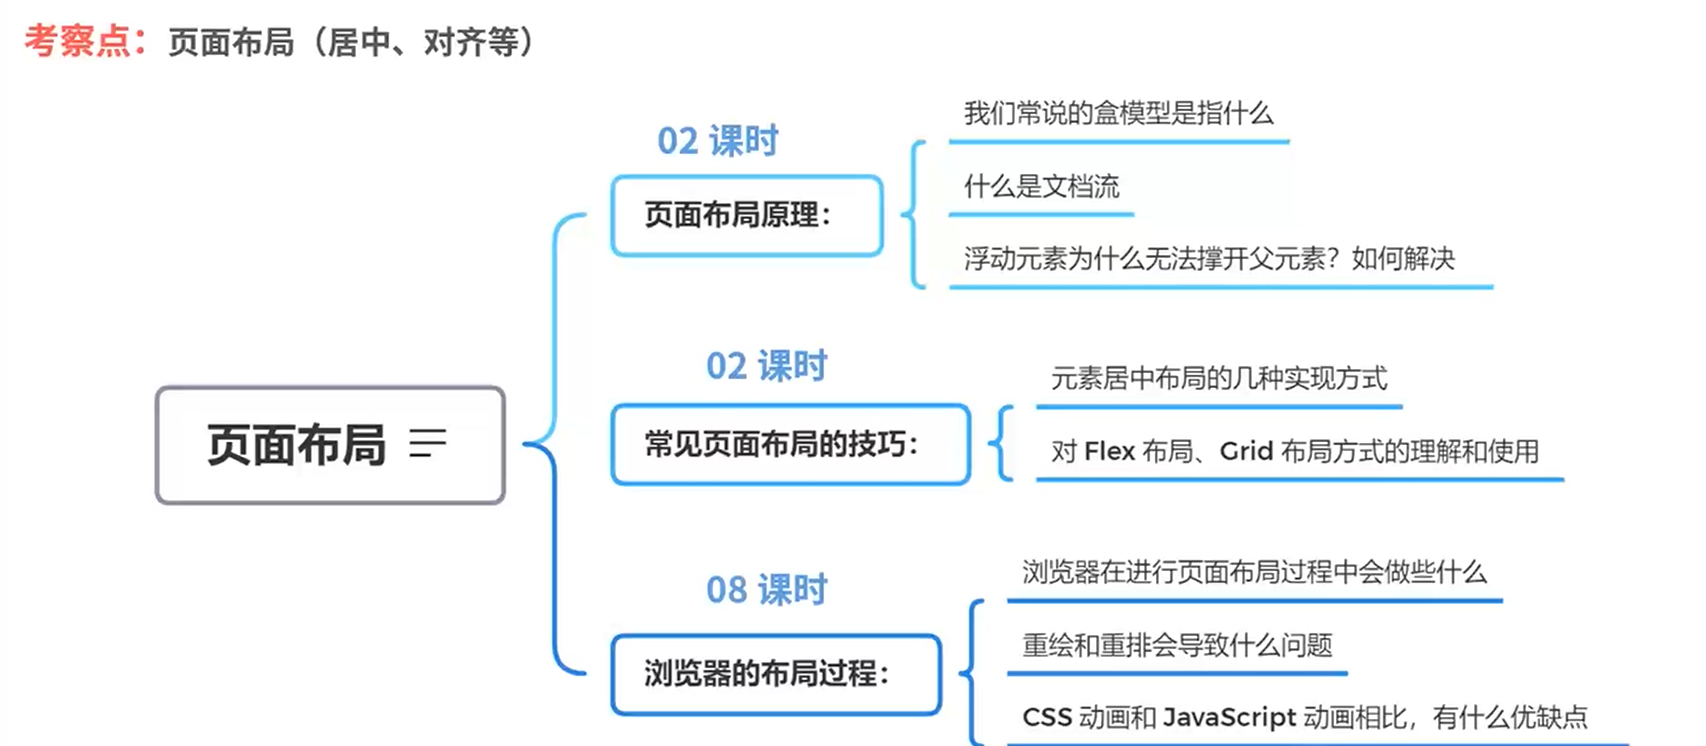 考察点：页面布局（居中、对齐等）
页面布局
02 课时
页面布局原理：
我们常说的盒模型是指什么
什么是文档流
浮动元素为什么无法撑开父元素？如何解决
02 课时
常见页面布局的技巧：
元素居中布局的几种实现方式
对 Flex 布局、Grid 布局方式的理解和使用
08 课时
浏览器的布局过程：
浏览器在进行页面布局过程中会做些什么
重绘和重排会导致什么问题
CSS 动画和 JavaScript 动画相比，有什么优缺点